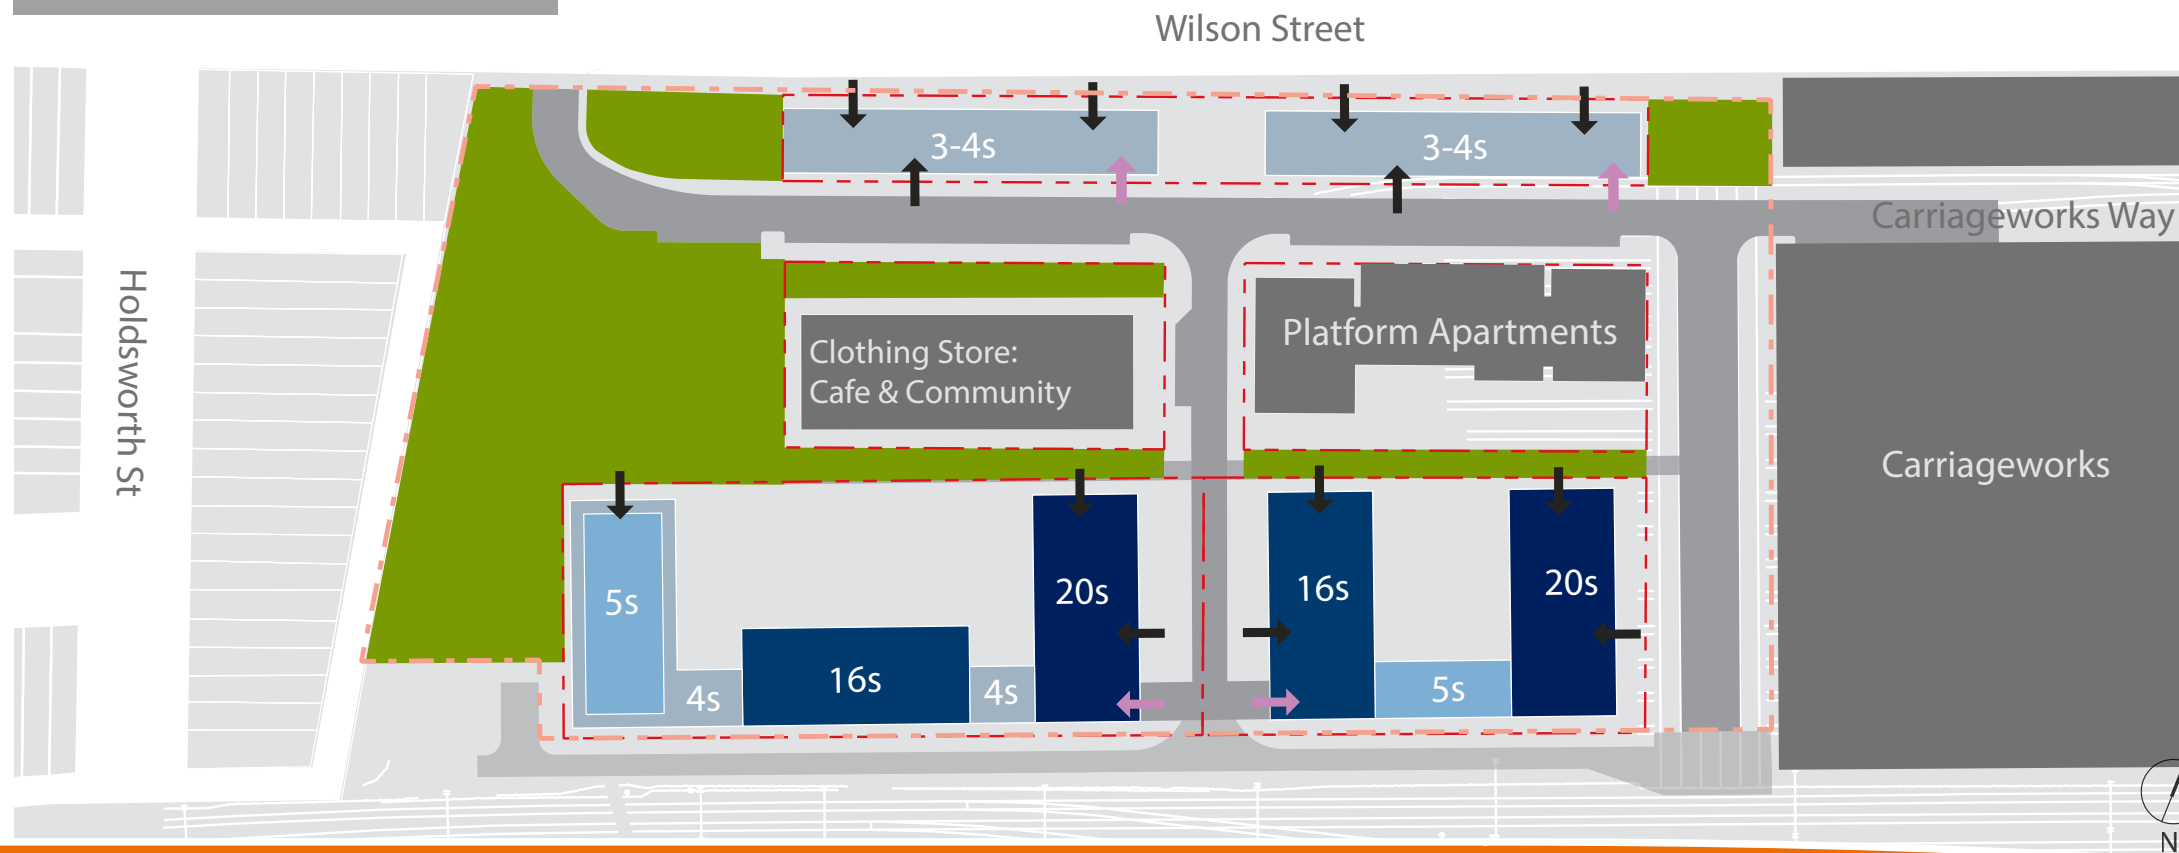 Wilson Street
3-4s
3-4s
Carriageworks Way
Holdsworth St
Clothing Store:
Cafe & Community
Platform Apartments
Carriageworks
5s
4s
16s
4s
20s
16s
5s
20s
N